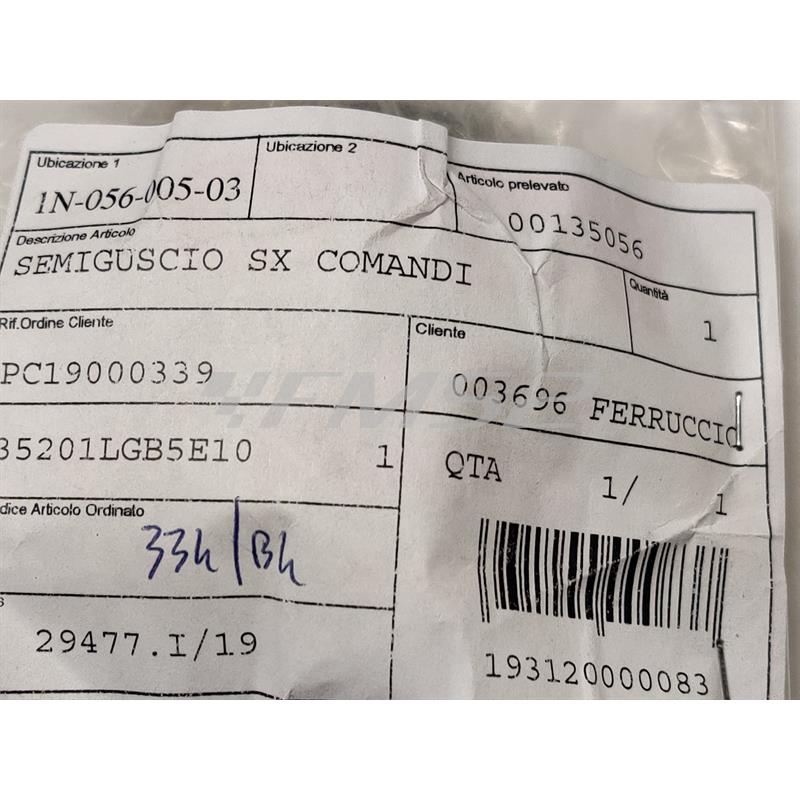 Ubicazione 1
Ubicazione 2
1N-056-005-03
Articolo prelevato
00135056
Descrizione Articolo
SEMIGUSCIO SX COMANDI
Quantità
1
Rif.Ordine Cliente
Cliente
PC19000339
003696 FERRUCCIO
35201LGB5E10 1
QTA 1/ 1
dice Articolo Ordinato
29477.I/19
193120000083